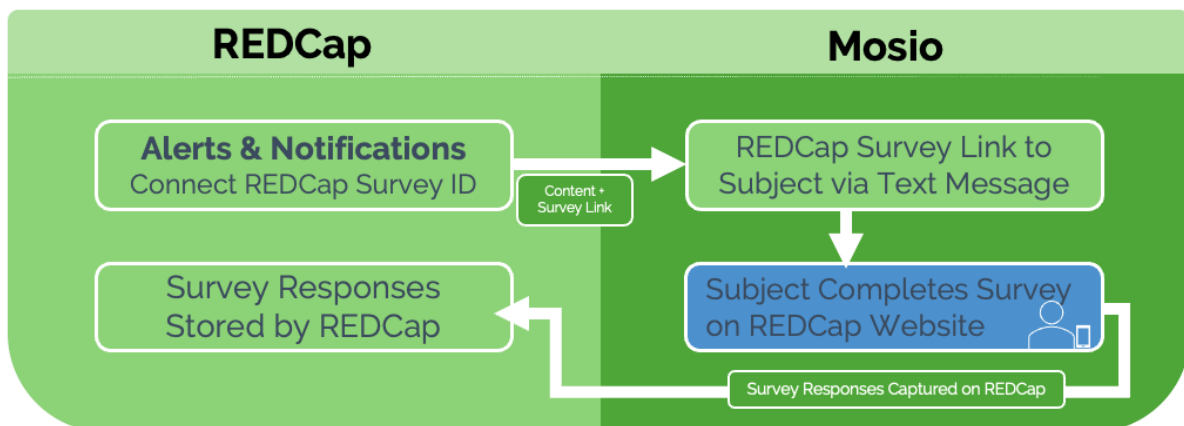 REDCap
Mosio
Alerts & Notifications
Connect REDCap Survey ID
Content +
Survey Link
REDCap Survey Link to
Subject via Text Message
Subject Completes Survey
on REDCap Website
Survey Responses Captured on REDCap
Survey Responses
Stored by REDCap